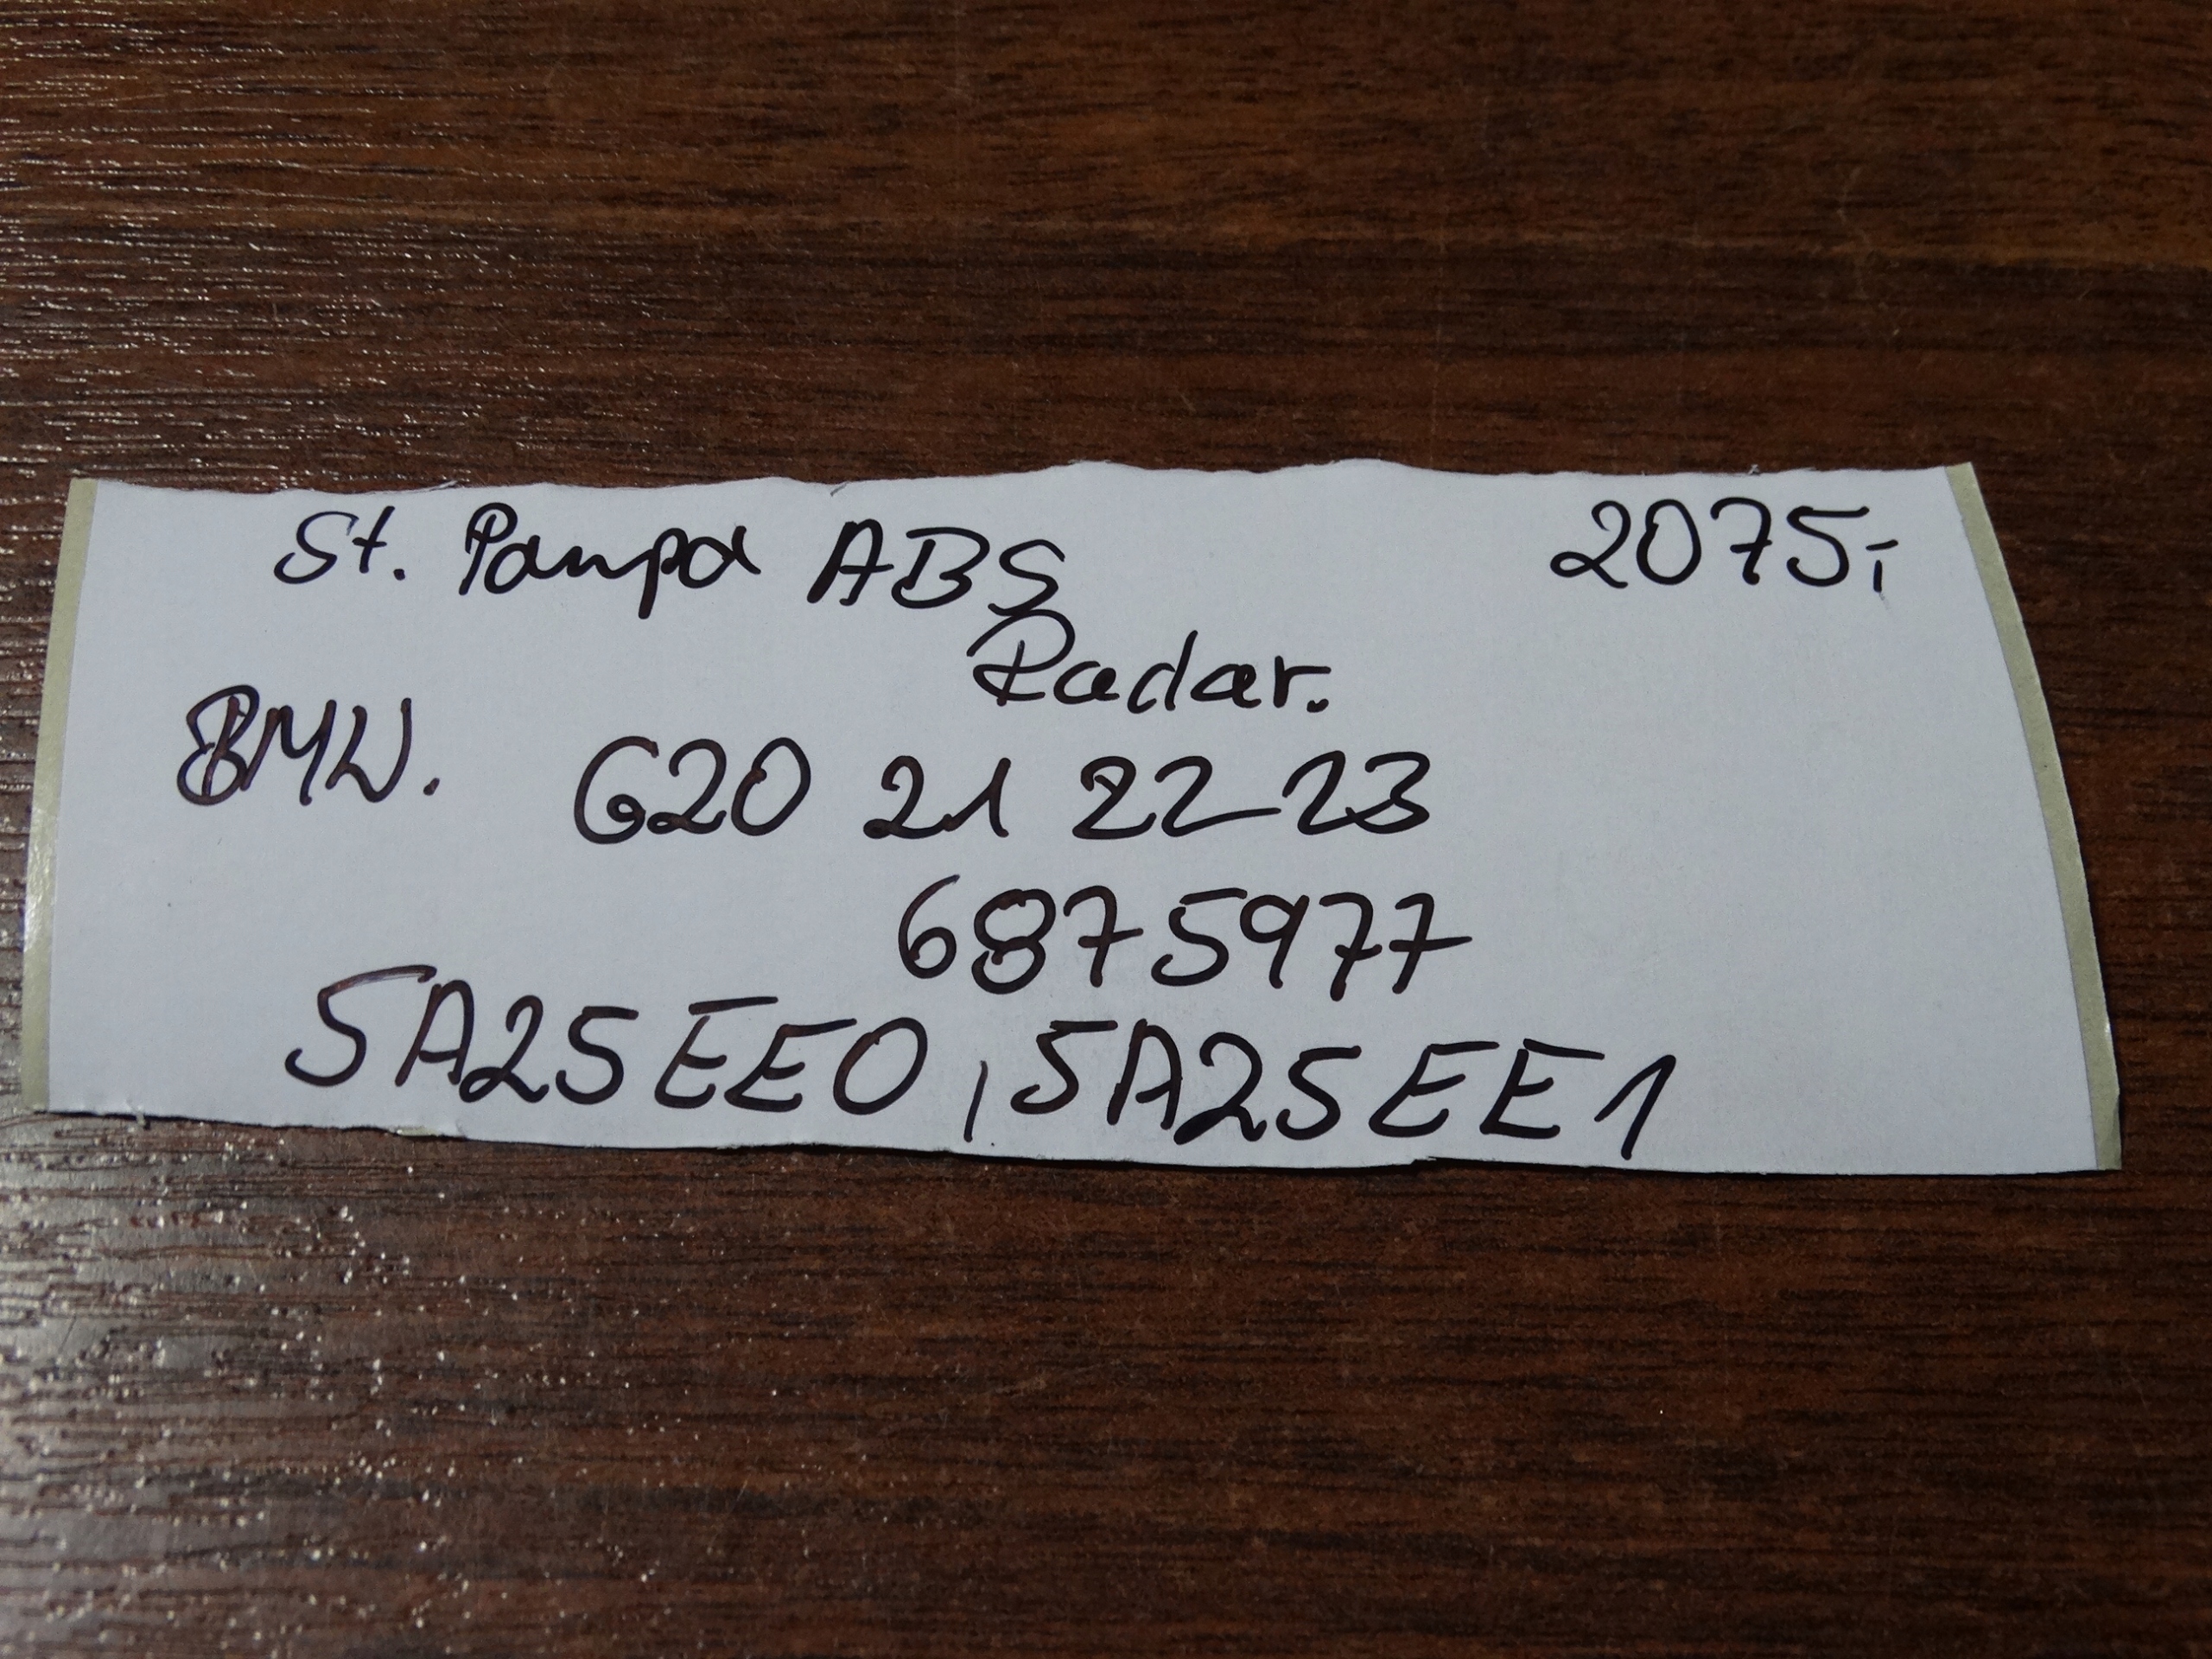 St. Pompa ABS 2075,-
Radar.
BMW. G20 21 22 23
6875977
5A25EE0, 5A25EE1